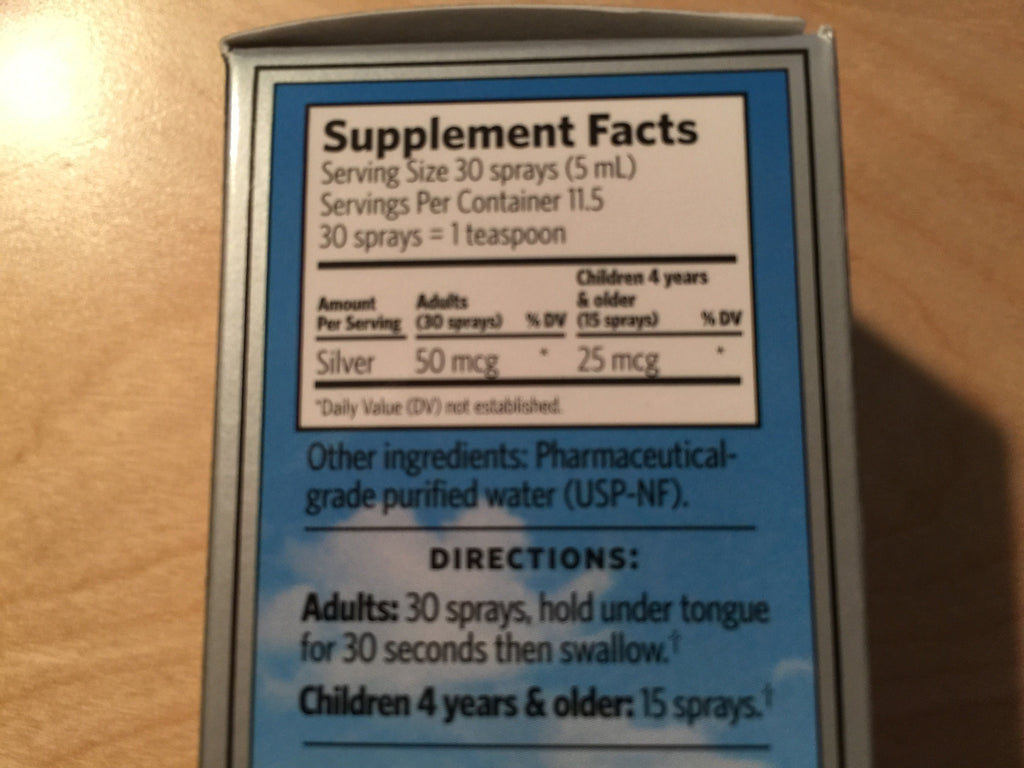 Supplement Facts
Serving Size 30 sprays (5 mL)
Servings Per Container 11.5
30 sprays = 1 teaspoon
Amount Per Serving Adults (30 sprays) % DV Children 4 years & older (15 sprays) % DV
Silver 50 mcg * 25 mcg *
*Daily Value (DV) not established.
Other ingredients: Pharmaceutical-
grade purified water (USP-NF).
DIRECTIONS:
Adults: 30 sprays, hold under tongue
for 30 seconds then swallow.†
Children 4 years & older: 15 sprays.†